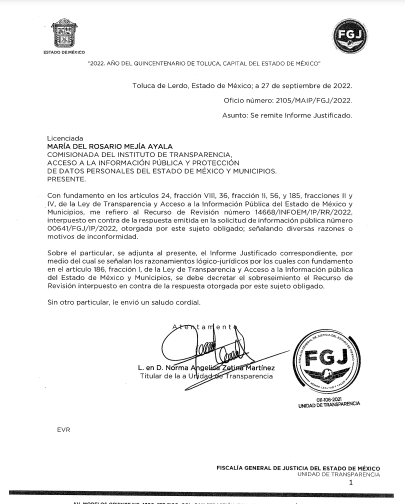 ESTADO DE MÉXICO
FGJ
"2022. AÑO DEL QUINCENTENARIO DE TOLUCA, CAPITAL DEL ESTADO DE MÉXICO"
Toluca de Lerdo, Estado de México; a 27 de septiembre de 2022.
Oficio número: 2105/MAIP/FGJ/2022.
Asunto: Se remite Informe Justificado.
Licenciada
MARÍA DEL ROSARIO MEJÍA AYALA
COMISIONADA DEL INSTITUTO DE TRANSPARENCIA,
ACCESO A LA INFORMACIÓN PÚBLICA Y PROTECCIÓN
DE DATOS PERSONALES DEL ESTADO DE MÉXICO Y MUNICIPIOS.
PRESENTE.
Con fundamento en los artículos 24, fracción VIII, 36, fracción II, 56, y 185, fracciones II y
IV, de la Ley de Transparencia y Acceso a la Información Pública del Estado de México y
Municipios, me refiero al Recurso de Revisión número 14668/INFOEM/IP/RR/2022,
interpuesto en contra de la respuesta emitida en la solicitud de información pública número
00641/FGJ/IP/2022, otorgada por este sujeto obligado; señalando diversas razones o
motivos de inconformidad.
Sobre el particular, se adjunta al presente, el Informe Justificado correspondiente, por
medio del cual se señalan los razonamientos lógico-jurídicos por los cuales con fundamento
en el artículo 186, fracción I, de la Ley de Transparencia y Acceso a la Información pública
del Estado de México y Municipios, se debe decretar el sobreseimiento el Recurso de
Revisión interpuesto en contra de la respuesta otorgada por este sujeto obligado.
Sin otro particular, le envió un saludo cordial.
Atentamente
L. en D. Norma Angelica Zetina Martínez
Titular de la a Unidad de Transparencia
FGJ
UNIDAD DE TRANSPARENCIA
EVR
FISCALÍA GENERAL DE JUSTICIA DEL ESTADO DE MÉXICO
UNIDAD DE TRANSPARENCIA
1